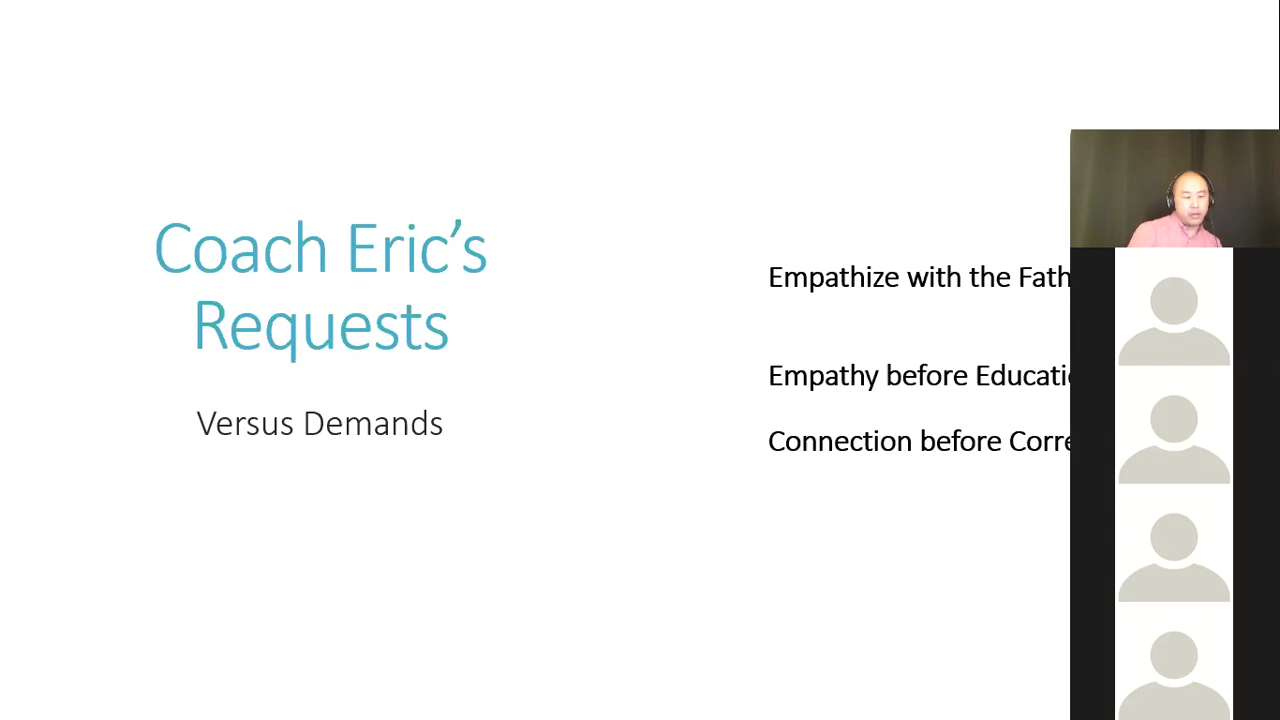 Coach Eric's
Requests
Versus Demands
Empathize with the
Empathy before
Connection before